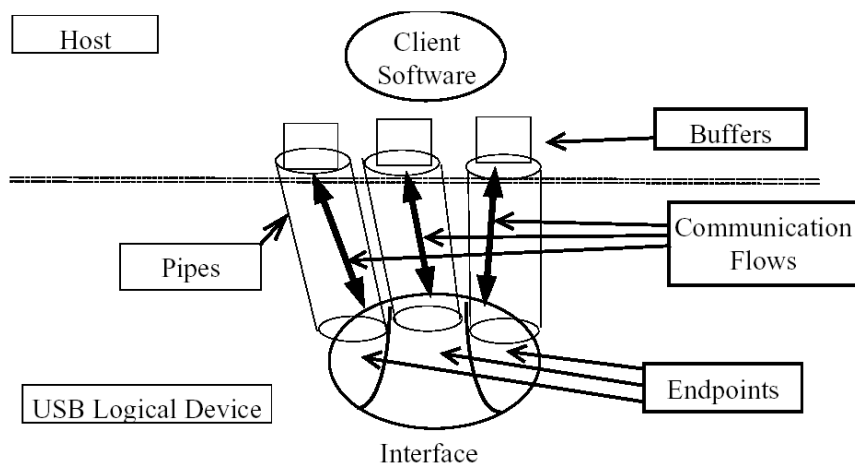 Host
Client
Software
Buffers
Communication
Flows
Pipes
Endpoints
USB Logical Device
Interface